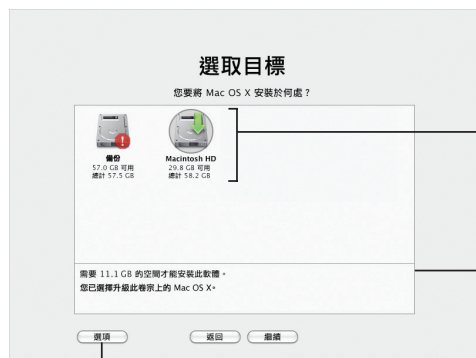 選取目標
您要將 Mac OS X 安裝於何處？
備份
57.0 GB 可用
總計 57.5 GB
Macintosh HD
29.8 GB 可用
總計 58.2 GB
需要 11.1 GB 的空間才能安裝此軟體。
您已選擇升級此卷宗上的 Mac OS X。
選項
返回
繼續